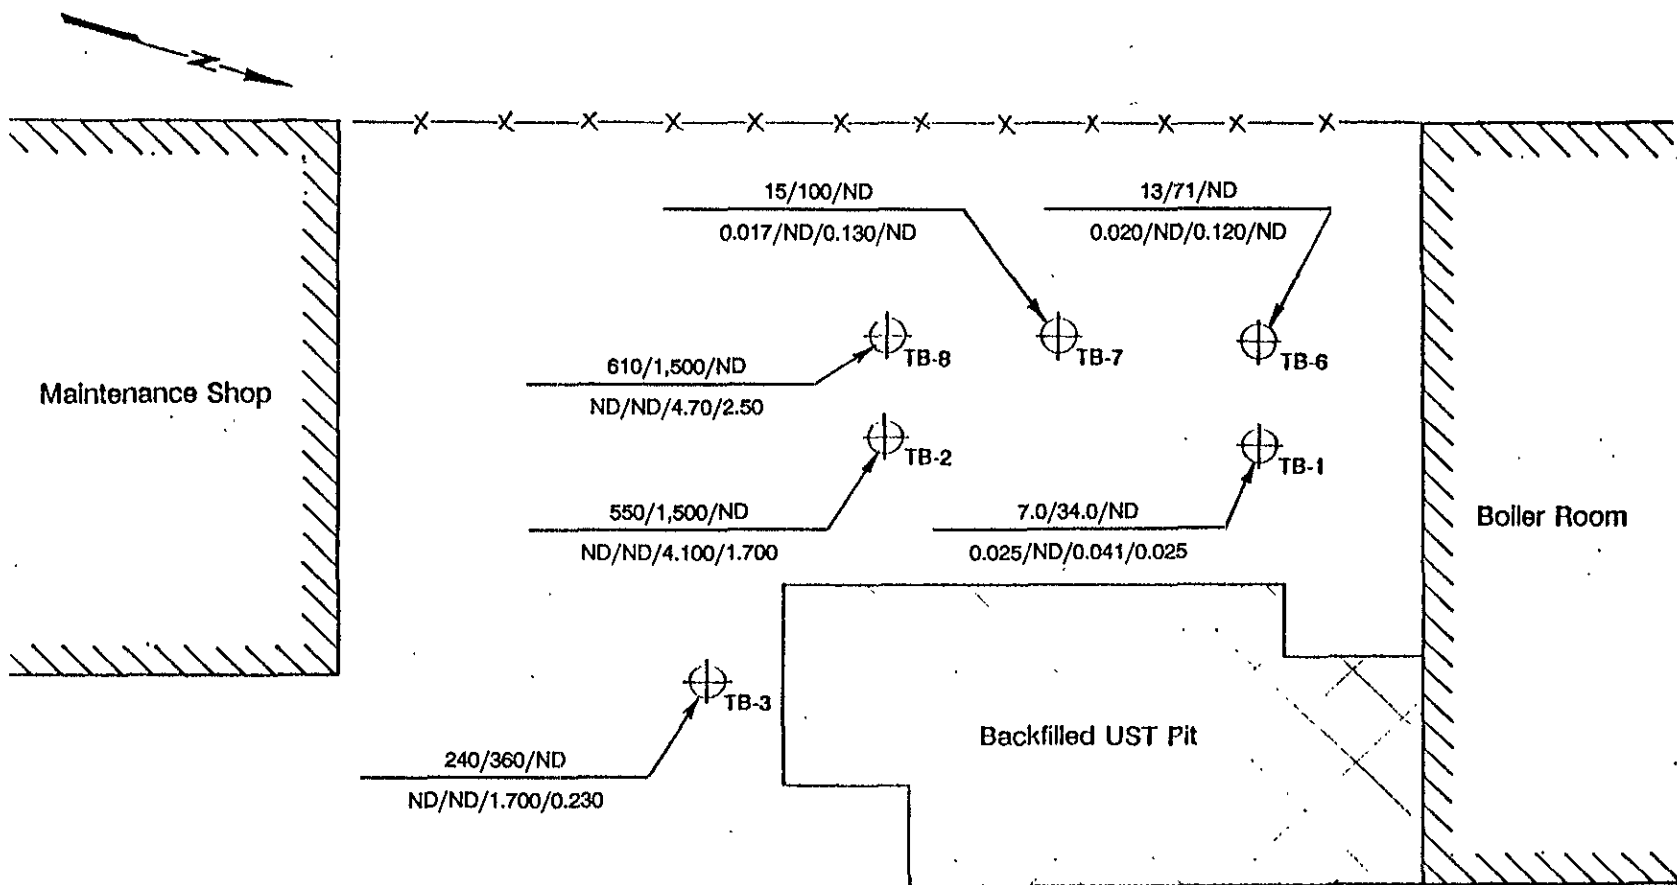 N
15/100/ND
0.017/ND/0.130/ND
13/71/ND
0.020/ND/0.120/ND
TB-8
TB-7
TB-6
610/1,500/ND
ND/ND/4.70/2.50
Maintenance Shop
TB-2
TB-1
550/1,500/ND
ND/ND/4.100/1.700
7.0/34.0/ND
0.025/ND/0.041/0.025
Boiler Room
TB-3
Backfilled UST Pit
240/360/ND
ND/ND/1.700/0.230